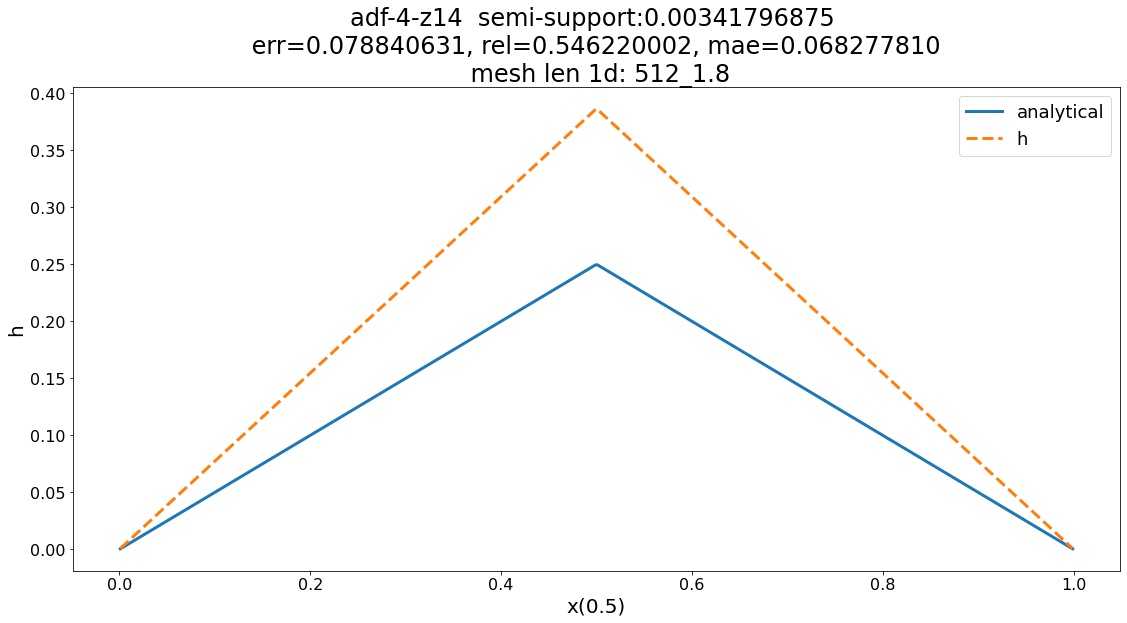 adf-4-z14  semi-support:0.00341796875
err=0.078840631, rel=0.546220002, mae=0.068277810
mesh len 1d: 512_1.8
analytical
h
0.40
0.35
0.30
0.25
0.20
0.15
0.10
0.05
0.00
h
0.0
0.2
0.4
0.6
0.8
1.0
x(0.5)